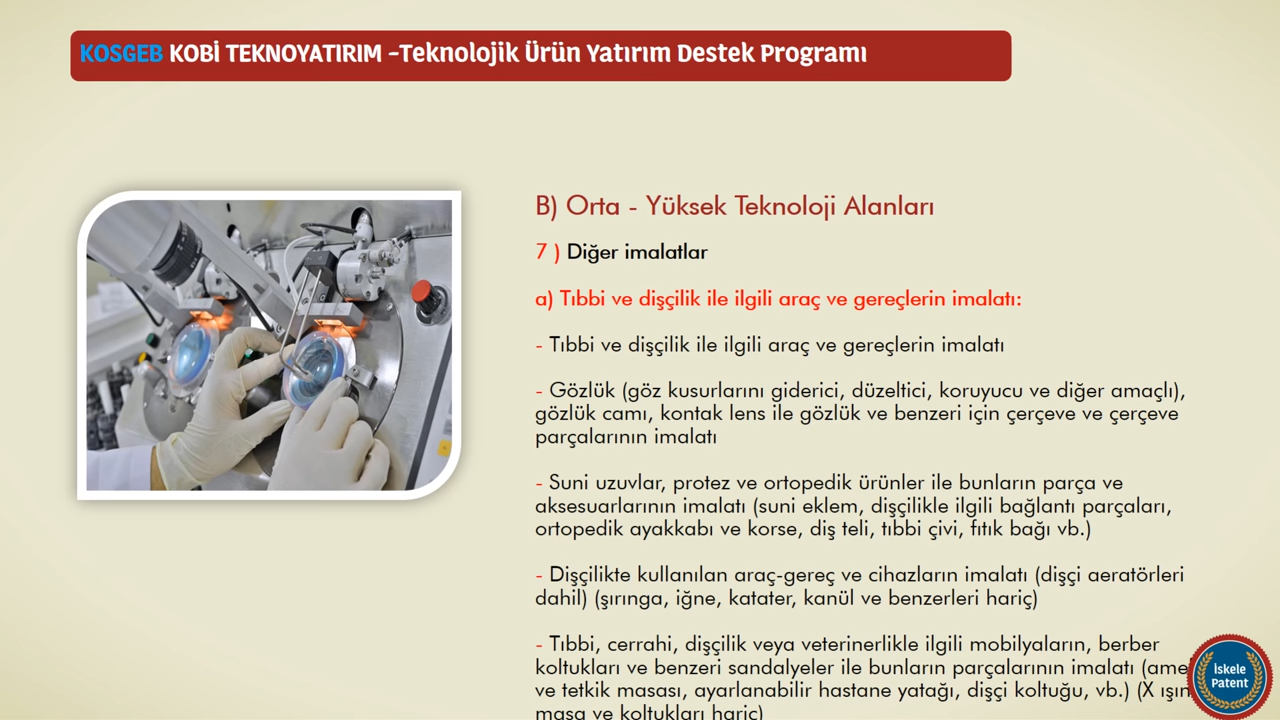 KOSGEB KOBİ TEKNOYATIRIM -Teknolojik Ürün Yatırım Destek Programı
B) Orta - Yüksek Teknoloji Alanları
7 ) Diğer imalatlar
a) Tıbbi ve dişçilik ile ilgili araç ve gereçlerin imalatı:
- Tıbbi ve dişçilik ile ilgili araç ve gereçlerin imalatı
- Gözlük (göz kusurlarını giderici, düzeltici, koruyucu ve diğer amaçlı),
gözlük camı, kontak lens ile gözlük ve benzeri için çerçeve ve çerçeve
parçalarının imalatı
- Suni uzuvlar, protez ve ortopedik ürünler ile bunların parça ve
aksesuarlarının imalatı (suni eklem, dişçilikle ilgili bağlantı parçaları,
ortopedik ayakkabı ve korse, diş teli, tıbbi çivi, fıtık bağı vb.)
- Dişçilikte kullanılan araç-gereç ve cihazların imalatı (dişçi aeratörleri
dahil) (şırınga, iğne, katater, kanül ve benzerleri hariç)
- Tıbbi, cerrahi, dişçilik veya veterinerlikle ilgili mobilyaların, berber
koltukları ve benzeri sandalyeler ile bunların parçalarının imalatı
ve tetkik masası, ayarlanabilir hastane yatağı, dişçi koltuğu, vb.) (X ışın
masa ve koltukları hariç)
İskele
Patent